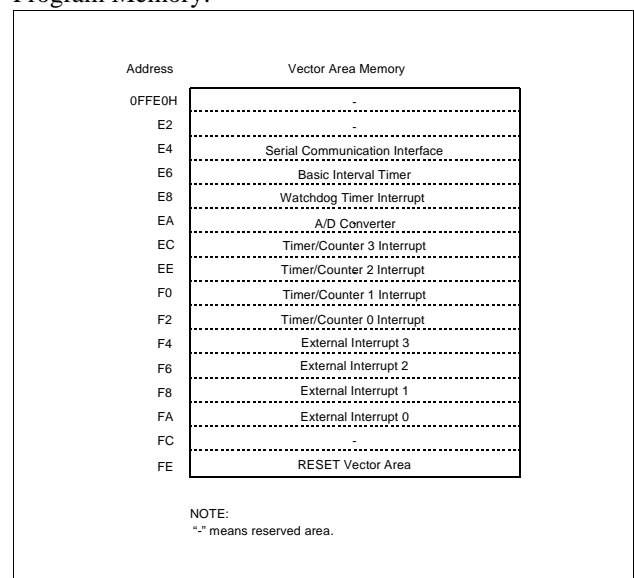 Program Memory.
Address Vector Area Memory
0FFE0H -
E2 -
E4 Serial Communication Interface
E6 Basic Interval Timer
E8 Watchdog Timer Interrupt
EA A/D Converter
EC Timer/Counter 3 Interrupt
EE Timer/Counter 2 Interrupt
F0 Timer/Counter 1 Interrupt
F2 Timer/Counter 0 Interrupt
F4 External Interrupt 3
F6 External Interrupt 2
F8 External Interrupt 1
FA External Interrupt 0
FC -
FE RESET Vector Area
NOTE:
“-” means reserved area.